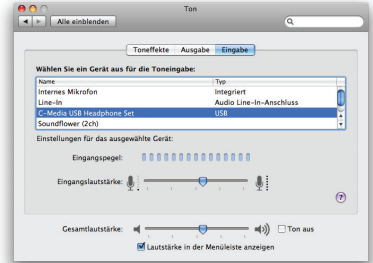 Ton
Alle einblenden
Toneffekte Ausgabe Eingabe
Wählen Sie ein Gerät aus für die Toneingabe:
Name Typ
Internes Mikrofon Integriert
Line-In Audio Line-In-Anschluss
C-Media USB Headphone Set USB
Soundflower (2ch)
Einstellungen für das ausgewählte Gerät:
Eingangspegel:
Eingangslautstärke:
?
Gesamtlautstärke: Ton aus
Lautstärke in der Menüleiste anzeigen